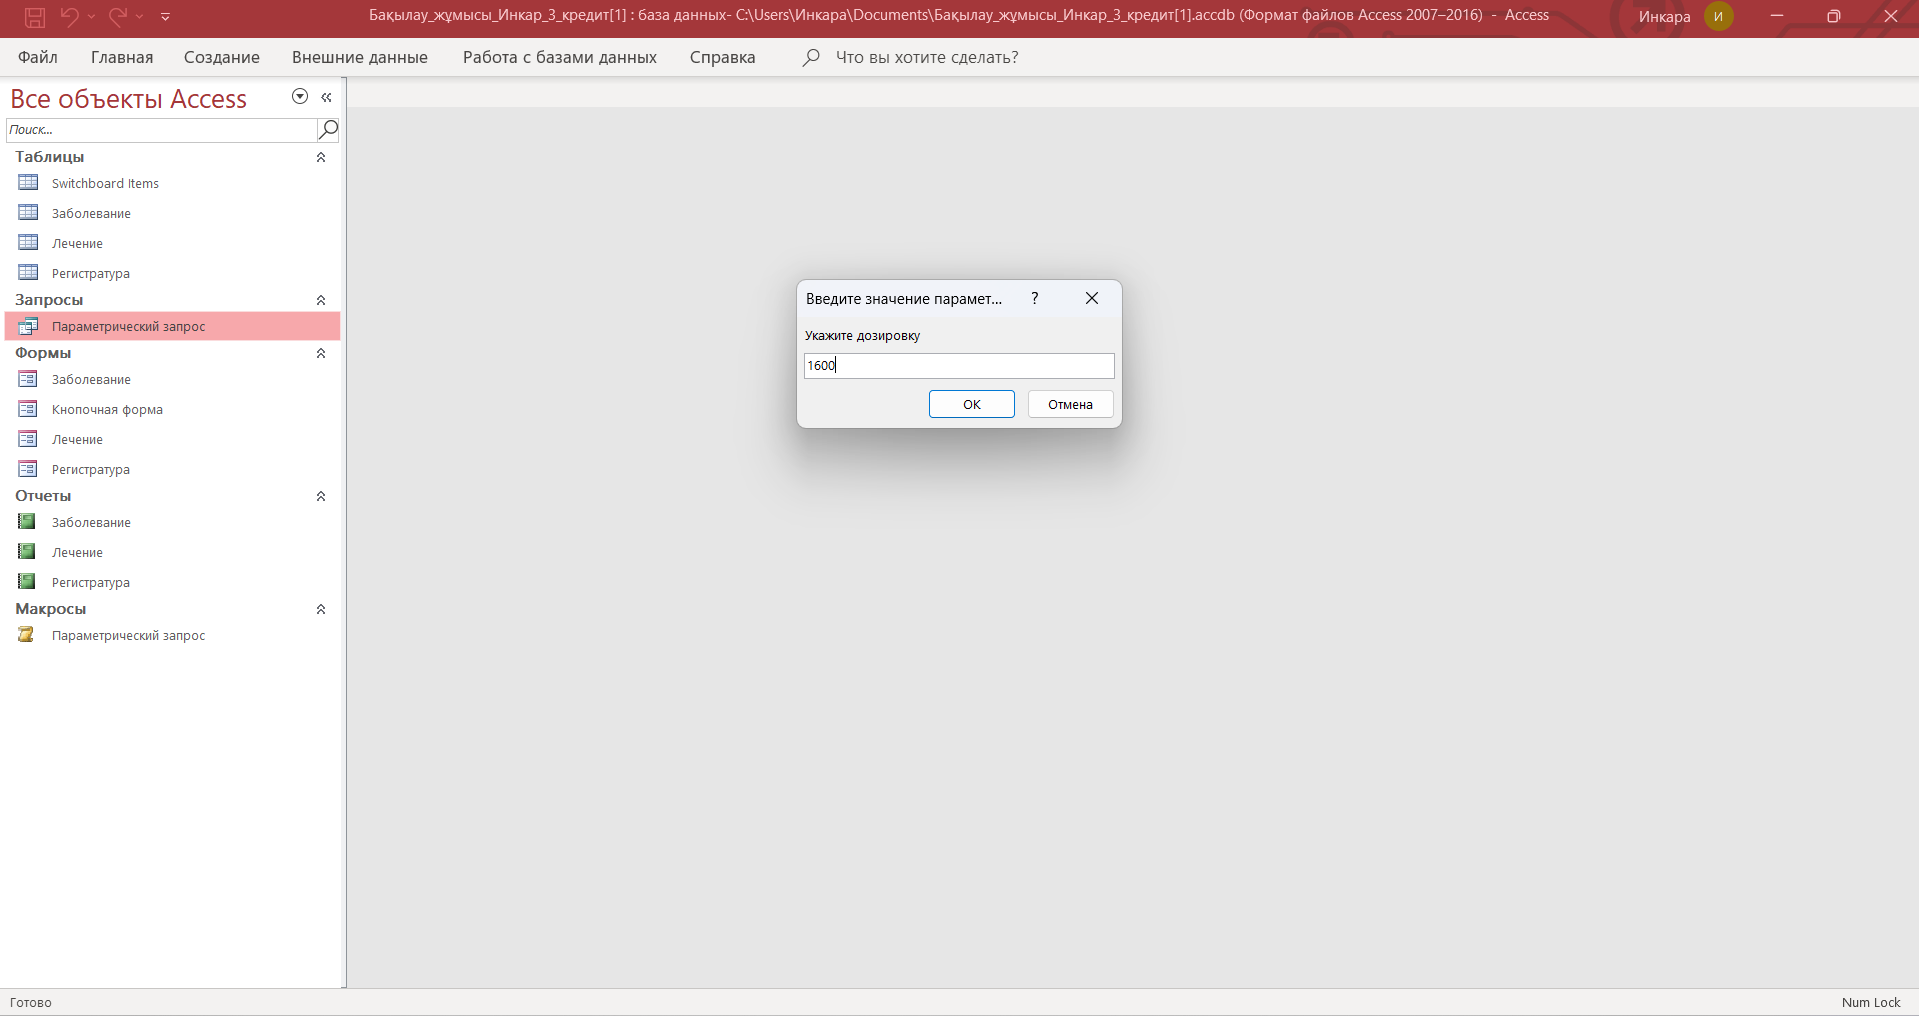 Бақылау_жұмысы_Инкар_3_кредит[1] : база данных- C:\Users\Инкара\Documents\Бақылау_жұмысы_Инкар_3_кредит[1].accdb (Формат файлов Access 2007–2016) - Access
Инкара И
Файл Главная Создание Внешние данные Работа с базами данных Справка Что вы хотите сделать?
Все объекты Access
Поиск...
Таблицы
Switchboard Items
Заболевание
Лечение
Регистратура
Запросы
Параметрический запрос
Формы
Заболевание
Кнопочная форма
Лечение
Регистратура
Отчеты
Заболевание
Лечение
Регистратура
Макросы
Параметрический запрос
Введите значение парамет... ?
Укажите дозировку
1600
ОК Отмена
Готово
Num Lock